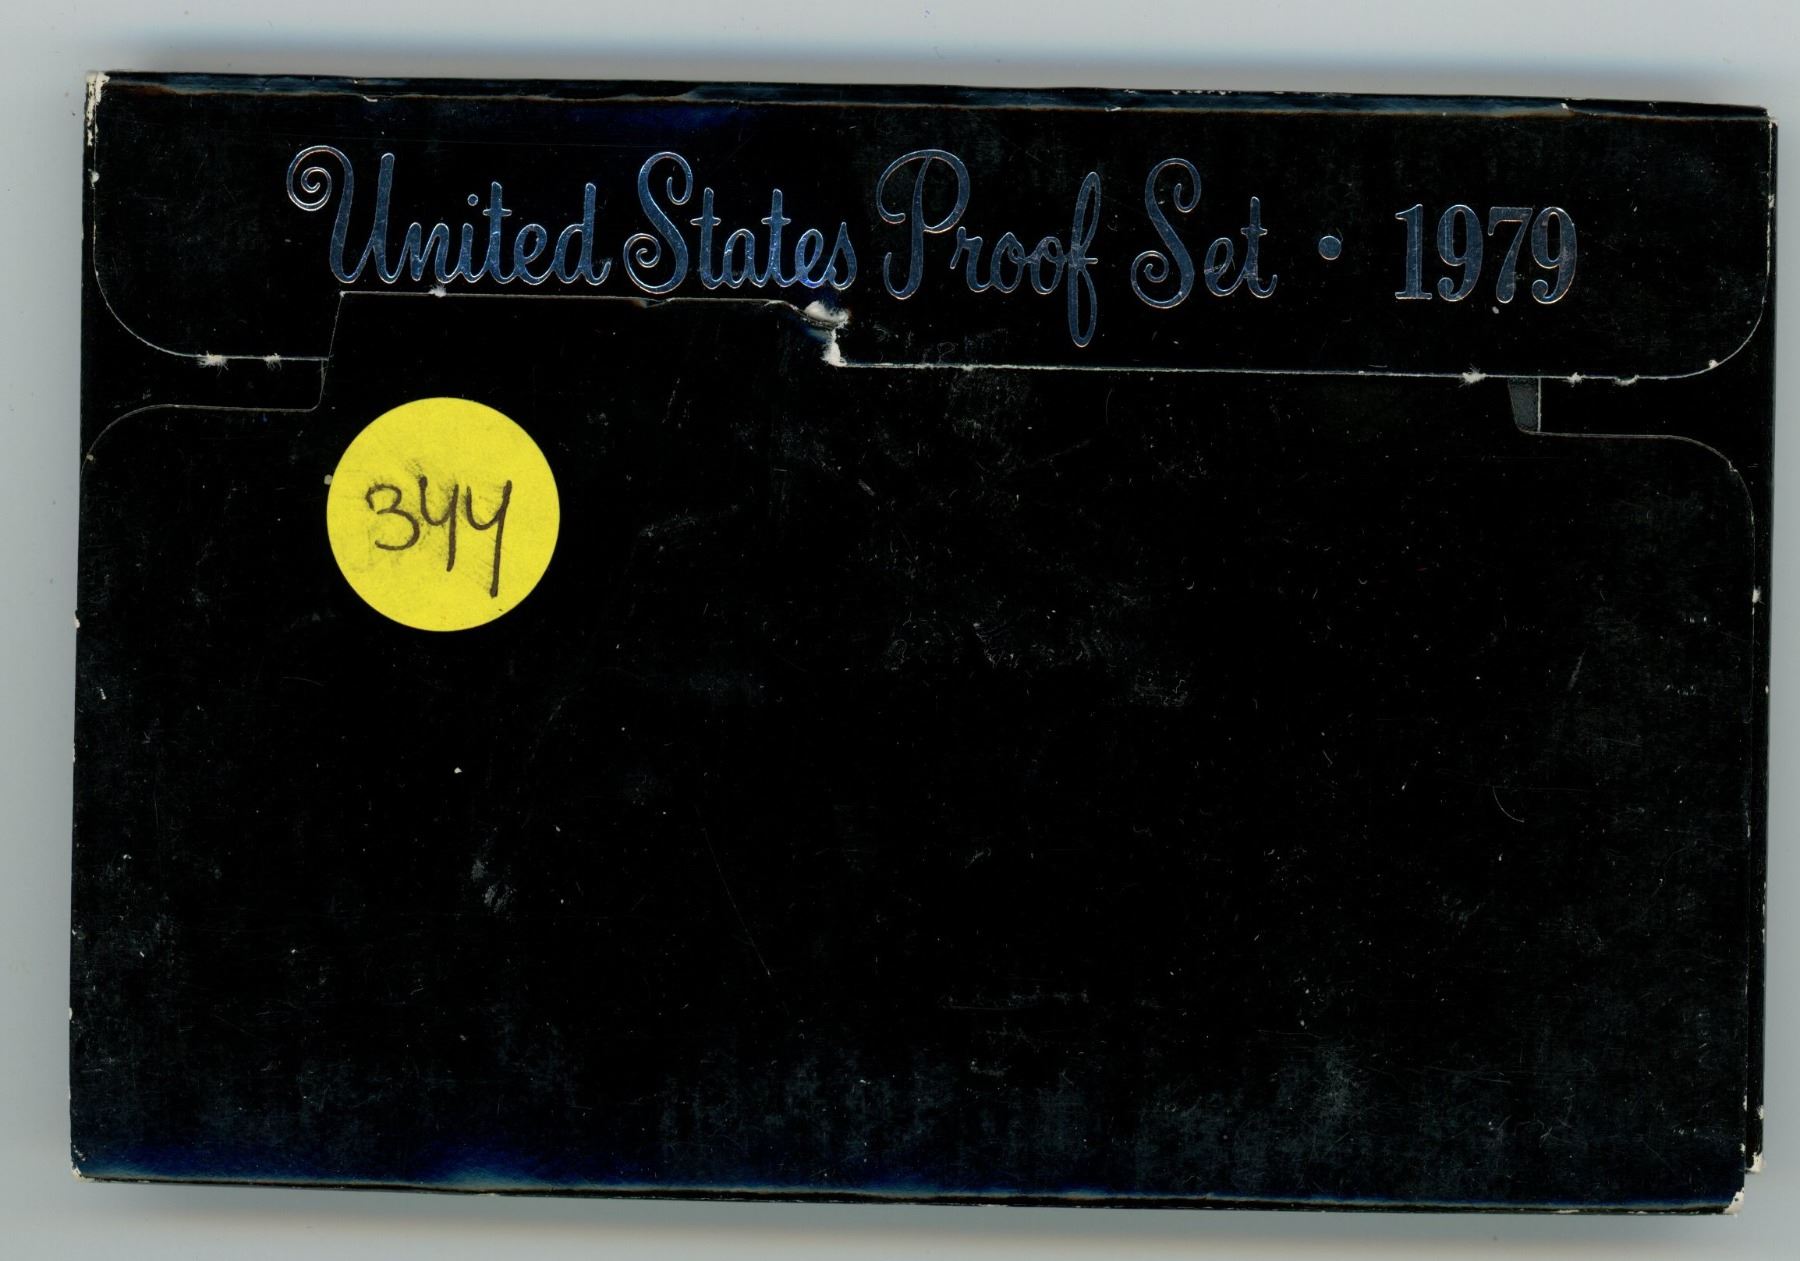 United States Proof Set • 1979
344